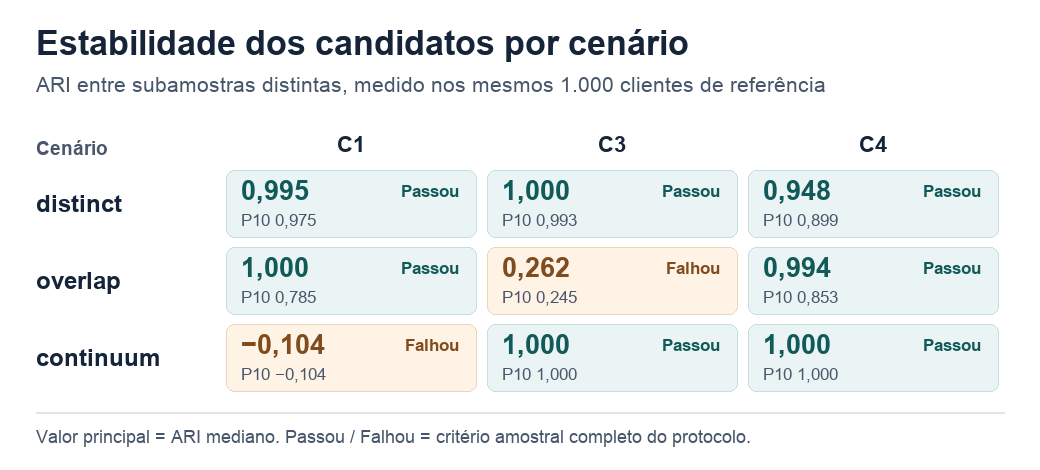 Estabilidade dos candidatos por cenário
ARI entre subamostras distintas, medido nos mesmos 1.000 clientes de referência
Cenário C1 C3 C4
distinct 0,995 Passou 1,000 Passou 0,948 Passou
P10 0,975 P10 0,993 P10 0,899
overlap 1,000 Passou 0,262 Falhou 0,994 Passou
P10 0,785 P10 0,245 P10 0,853
continuum −0,104 Falhou 1,000 Passou 1,000 Passou
P10 −0,104 P10 1,000 P10 1,000
Valor principal = ARI mediano. Passou / Falhou = critério amostral completo do protocolo.